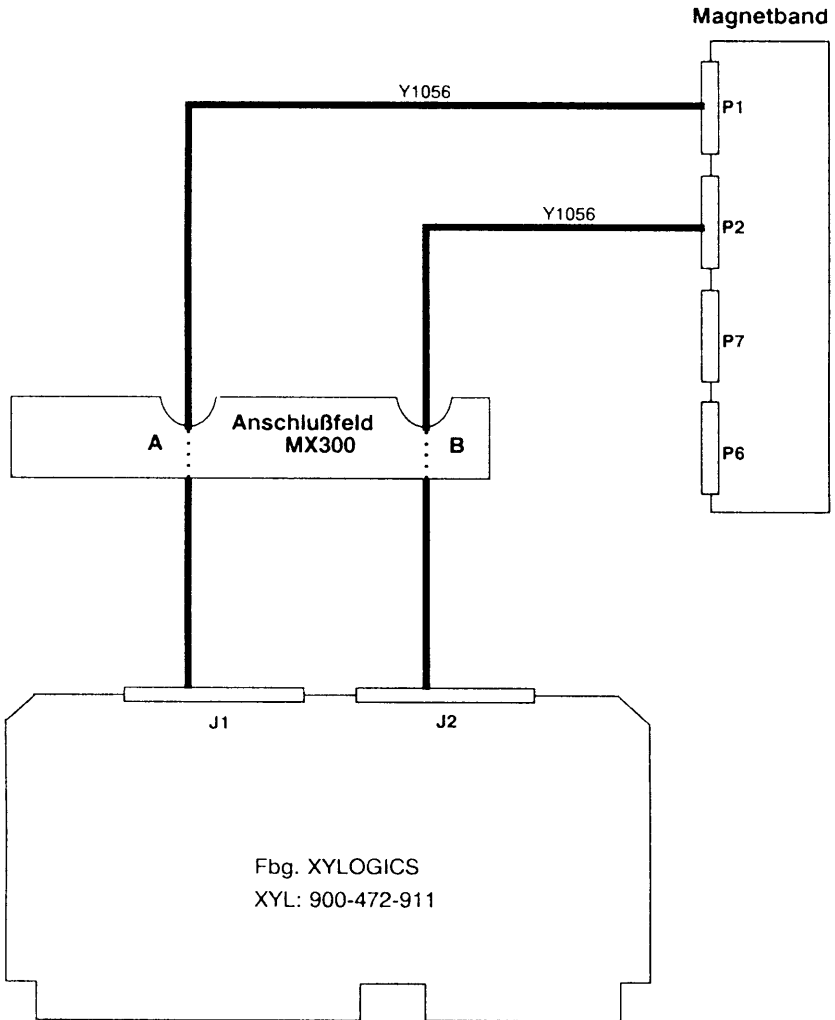 Magnetband
Y1056
P1
Y1056
P2
P7
Anschlußfeld
A
MX300
B
P6
J1
J2
Fbg. XYLOGICS
XYL: 900-472-911